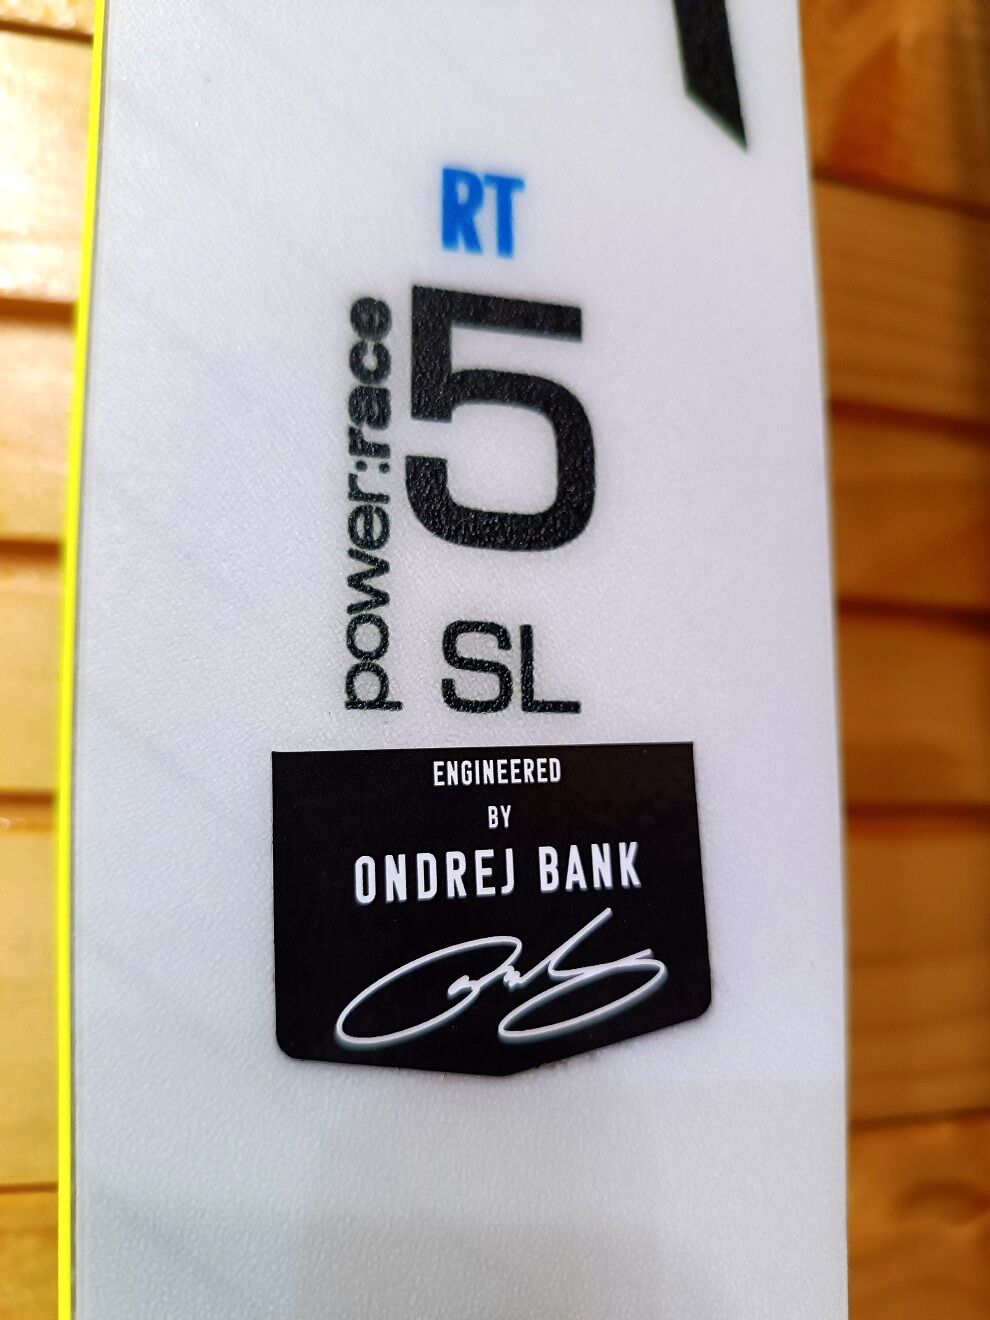 RT
power:race
5
SL
ENGINEERED
BY
ONDREJ BANK